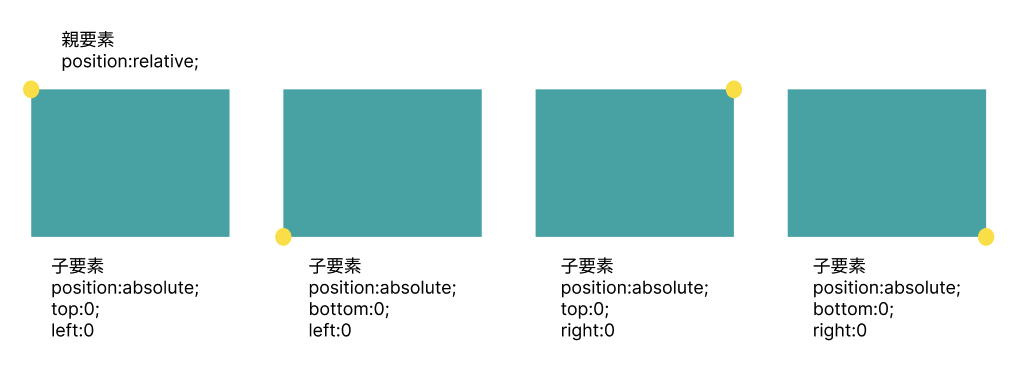 親要素
position:relative;
子要素
position:absolute;
top:0;
left:0
子要素
position:absolute;
bottom:0;
left:0
子要素
position:absolute;
top:0;
right:0
子要素
position:absolute;
bottom:0;
right:0